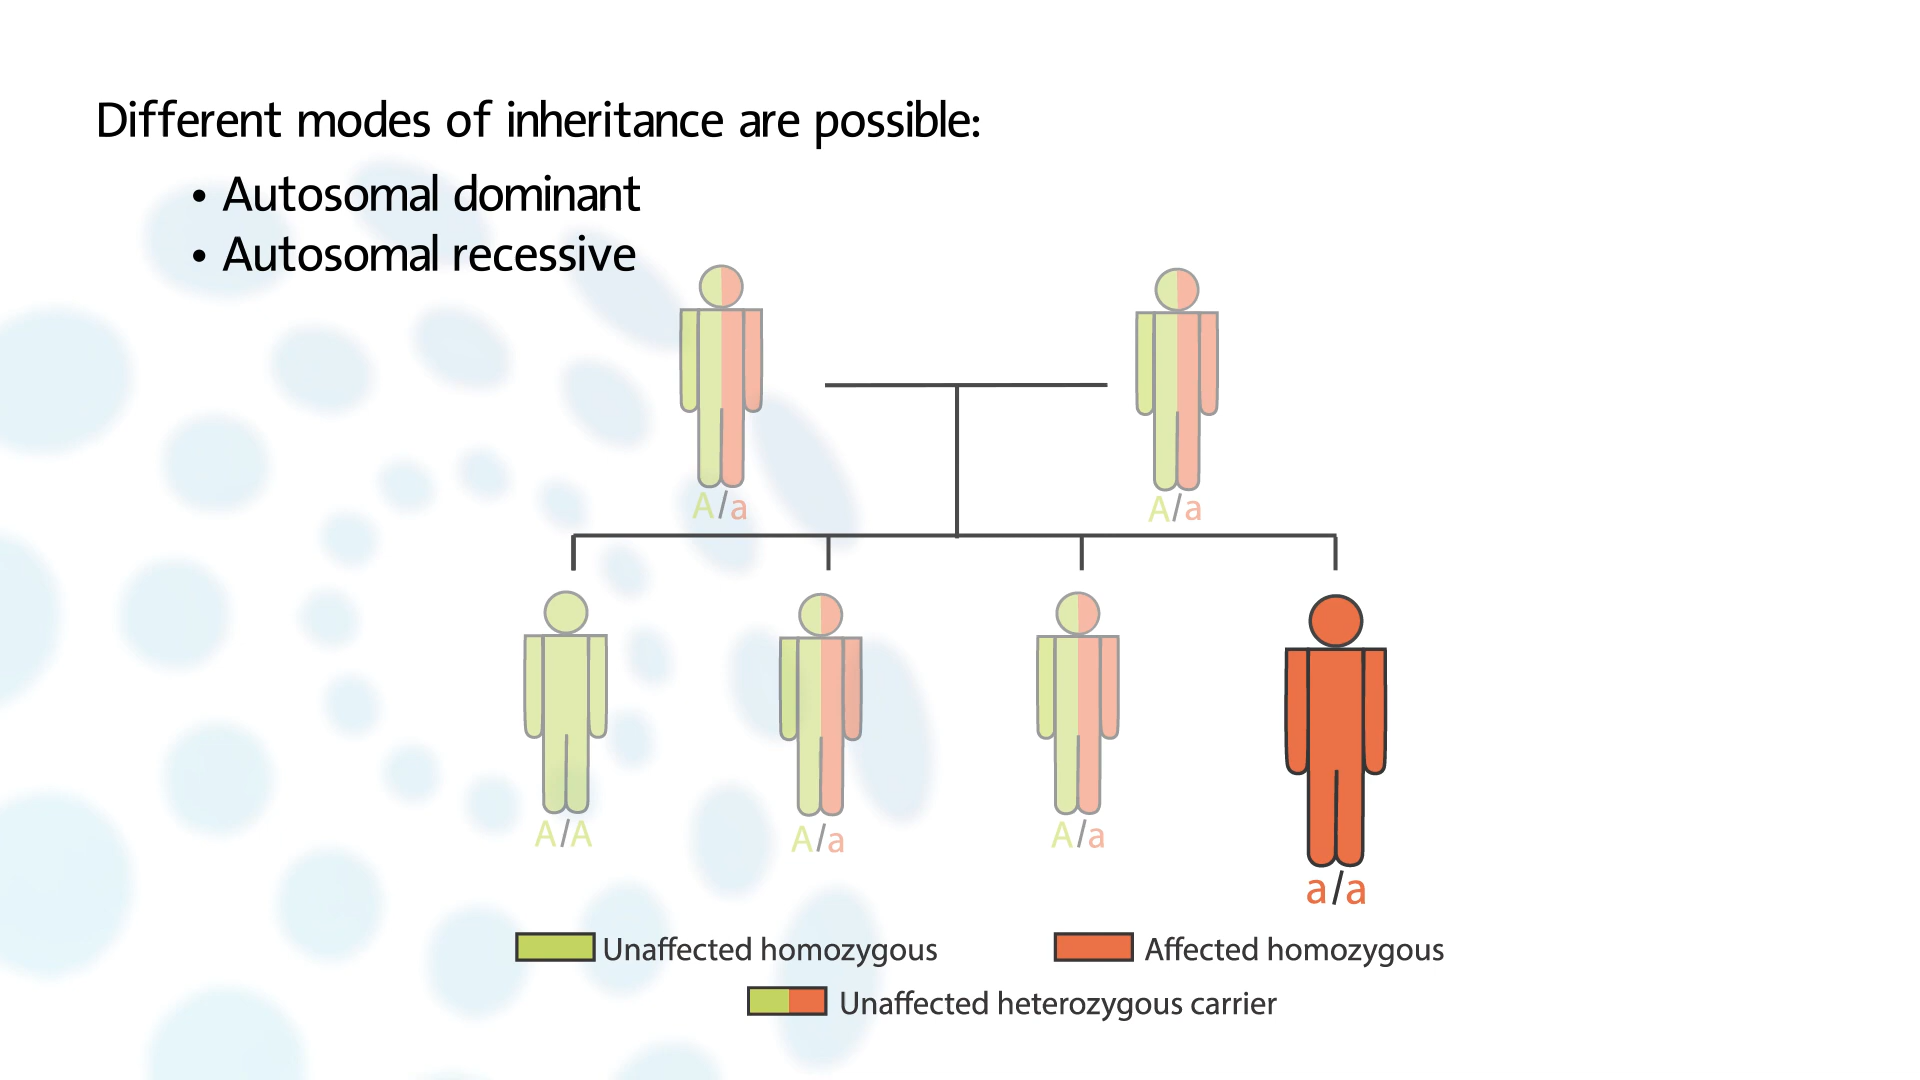 Different modes of inheritance are possible:
• Autosomal dominant
• Autosomal recessive
A/a
A/a
A/A
A/a
A/a
a/a
Unaffected homozygous
Affected homozygous
Unaffected heterozygous carrier